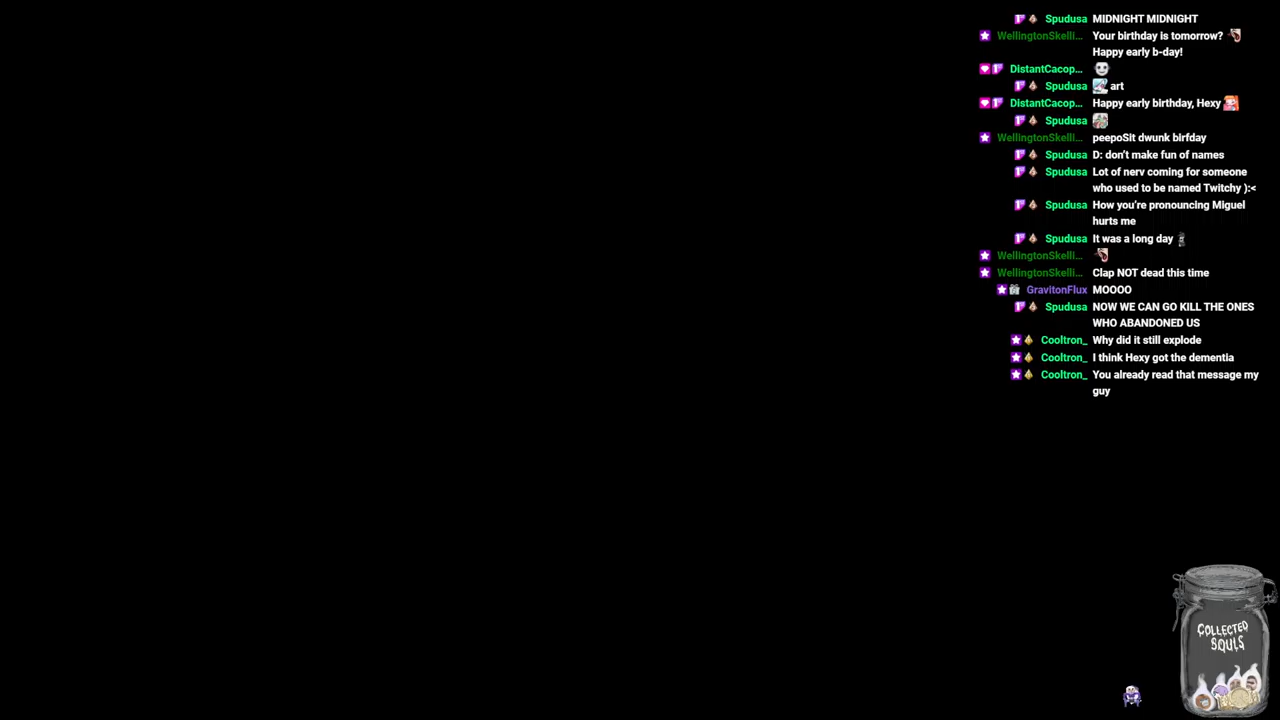 Spudusa MIDNIGHT MIDNIGHT
WellingtonSkelli... Your birthday is tomorrow?
Happy early b-day!
DistantCacop...
Spudusa art
DistantCacop... Happy early birthday, Hexy
Spudusa
WellingtonSkelli... peepoSit dwunk birfday
Spudusa D: don't make fun of names
Spudusa Lot of nerv coming for someone
who used to be named Twitchy ):<
Spudusa How you're pronouncing Miguel
hurts me
Spudusa It was a long day
WellingtonSkelli...
WellingtonSkelli... Clap NOT dead this time
GravitonFlux MOOOO
Spudusa NOW WE CAN GO KILL THE ONES
WHO ABANDONED US
Cooltron_ Why did it still explode
Cooltron_ I think Hexy got the dementia
Cooltron_ You already read that message my
guy
COLLECTED
SOULS